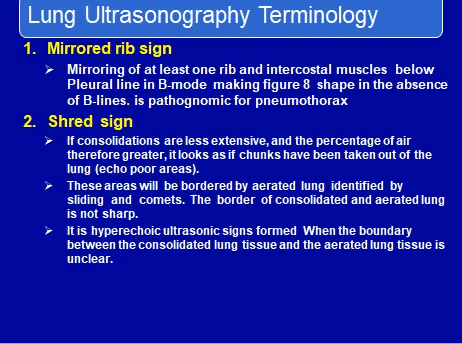 Lung Ultrasonography Terminology
1. Mirrored rib sign
➢ Mirroring of at least one rib and intercostal muscles below
Pleural line in B-mode making figure 8 shape in the absence
of B-lines. is pathognomic for pneumothorax
2. Shred sign
➢ If consolidations are less extensive, and the percentage of air
therefore greater, it looks as if chunks have been taken out of the
lung (echo poor areas).
➢ These areas will be bordered by aerated lung identified by
sliding and comets. The border of consolidated and aerated lung
is not sharp.
➢ It is hyperechoic ultrasonic signs formed When the boundary
between the consolidated lung tissue and the aerated lung tissue is
unclear.